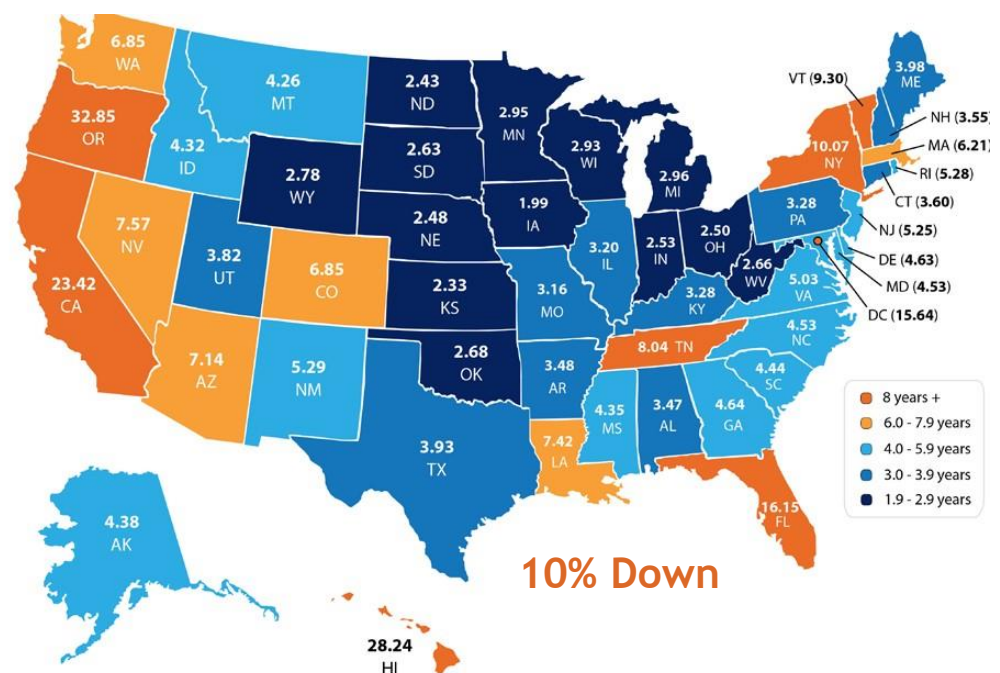 6.85
WA
32.85
OR
23.42
CA
7.57
NV
4.32
ID
4.26
MT
2.78
WY
3.82
UT
6.85
CO
7.14
AZ
5.29
NM
2.43
ND
2.63
SD
2.48
NE
2.33
KS
2.68
OK
3.93
TX
2.95
MN
1.99
IA
3.16
MO
3.48
AR
7.42
LA
2.93
WI
3.20
IL
2.96
MI
2.53
IN
2.50
OH
3.28
KY
8.04 TN
4.35
MS
3.47
AL
4.64
GA
16.15
FL
4.44
SC
4.53
NC
5.03
VA
2.66
WV
3.28
PA
10.07
NY
3.98
ME
VT (9.30)
NH (3.55)
MA (6.21)
RI (5.28)
CT (3.60)
NJ (5.25)
DE (4.63)
MD (4.53)
DC (15.64)
8 years +
6.0 - 7.9 years
4.0 - 5.9 years
3.0 - 3.9 years
1.9 - 2.9 years
4.38
AK
28.24
HI
10% Down